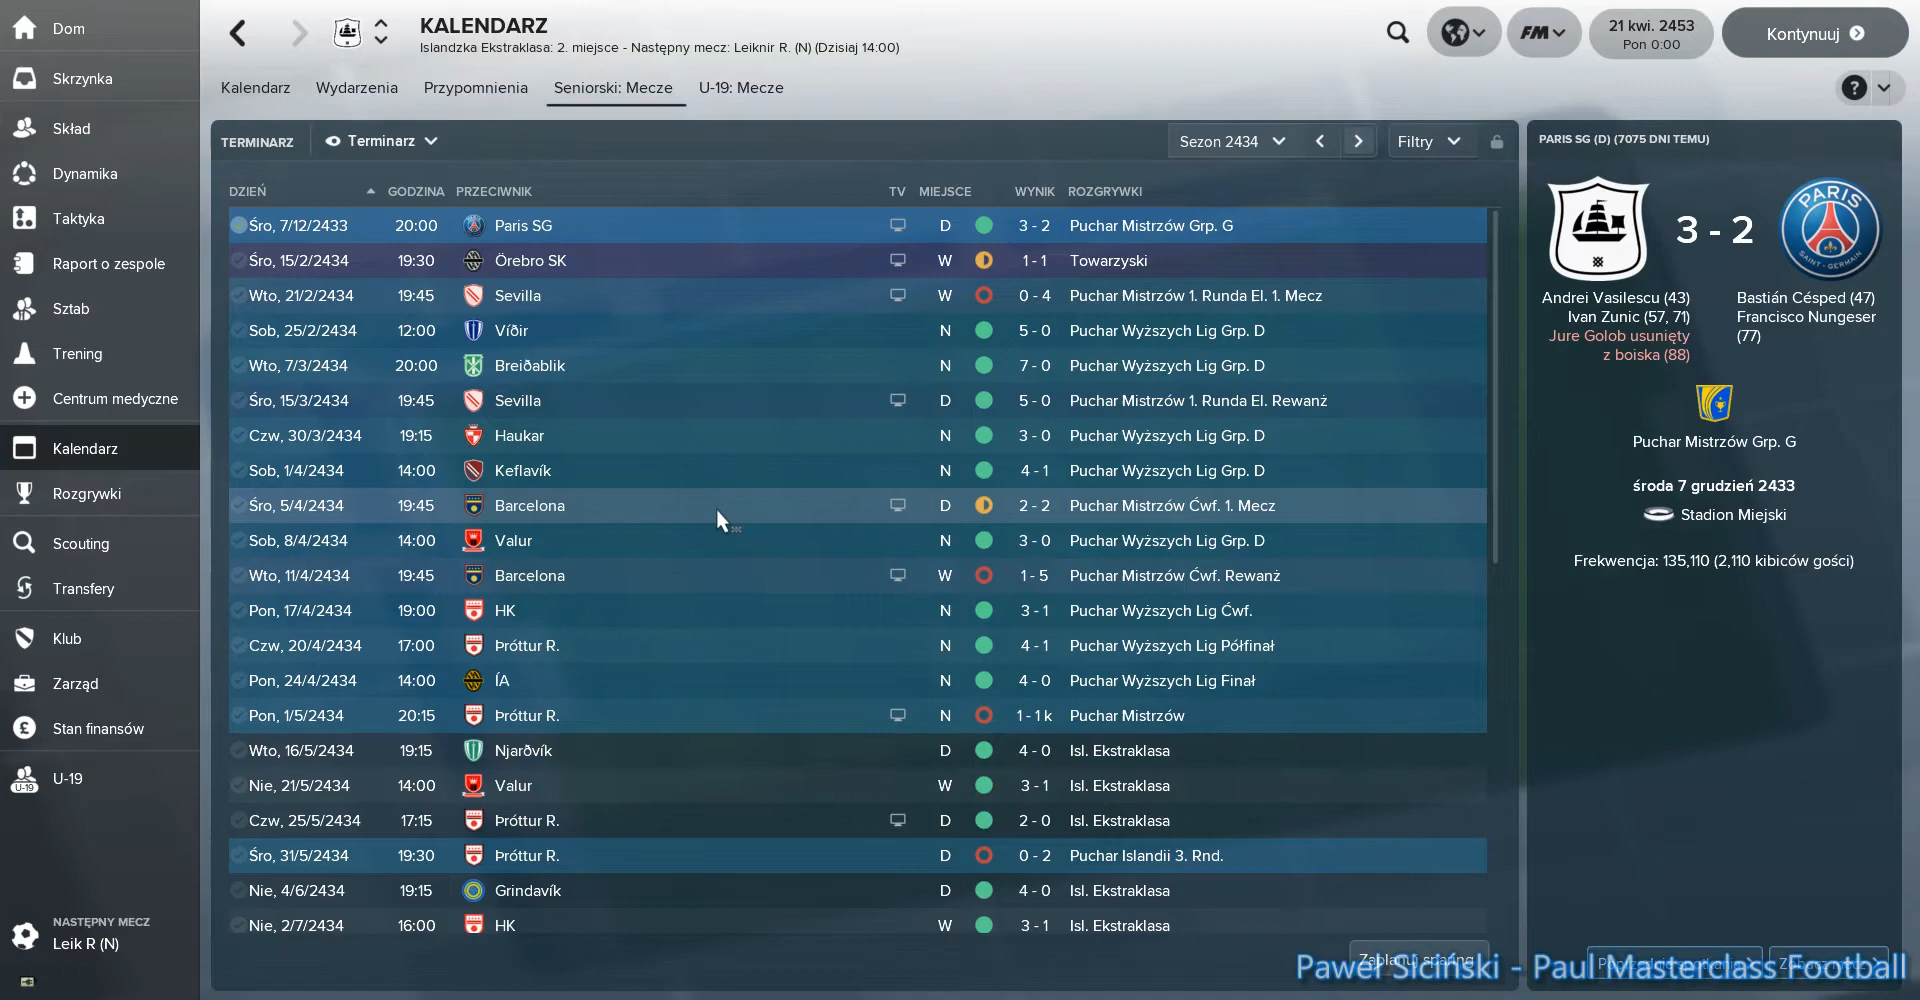 Dom
Skrzynka
Skład
Dynamika
Taktyka
Raport o zespole
Sztab
Trening
Centrum medyczne
Kalendarz
Rozgrywki
Scouting
Transfery
Klub
Zarząd
Stan finansów
U-19
U-19
NASTĘPNY MECZ
Leik R (N)
KALENDARZ
Islandzka Ekstraklasa: 2. miejsce - Następny mecz: Leiknir R. (N) (Dzisiaj 14:00)
FM
21 kwi. 2453
Pon 0:00
Kontynuuj
Kalendarz Wydarzenia Przypomnienia Seniorski: Mecze U-19: Mecze
TERMINARZ Terminarz Sezon 2434 Filtry
DZIEŃ GODZINA PRZECIWNIK TV MIEJSCE WYNIK ROZGRYWKI
Śro, 7/12/2433 20:00 Paris SG D 3 - 2 Puchar Mistrzów Grp. G
Śro, 15/2/2434 19:30 Örebro SK W 1 - 1 Towarzyski
Wto, 21/2/2434 19:45 Sevilla W 0 - 4 Puchar Mistrzów 1. Runda El. 1. Mecz
Sob, 25/2/2434 12:00 Víðir N 5 - 0 Puchar Wyższych Lig Grp. D
Wto, 7/3/2434 20:00 Breiðablik N 7 - 0 Puchar Wyższych Lig Grp. D
Śro, 15/3/2434 19:45 Sevilla D 5 - 0 Puchar Mistrzów 1. Runda El. Rewanż
Czw, 30/3/2434 19:15 Haukar N 3 - 0 Puchar Wyższych Lig Grp. D
Sob, 1/4/2434 14:00 Keflavík N 4 - 1 Puchar Wyższych Lig Grp. D
Śro, 5/4/2434 19:45 Barcelona D 2 - 2 Puchar Mistrzów Ćwf. 1. Mecz
Sob, 8/4/2434 14:00 Valur N 3 - 0 Puchar Wyższych Lig Grp. D
Wto, 11/4/2434 19:45 Barcelona W 1 - 5 Puchar Mistrzów Ćwf. Rewanż
Pon, 17/4/2434 19:00 HK N 3 - 1 Puchar Wyższych Lig Ćwf.
Czw, 20/4/2434 17:00 Þróttur R. N 4 - 1 Puchar Wyższych Lig Półfinał
Pon, 24/4/2434 14:00 ÍA N 4 - 0 Puchar Wyższych Lig Finał
Pon, 1/5/2434 20:15 Þróttur R. N 1 - 1 k Puchar Mistrzów
Wto, 16/5/2434 19:15 Njarðvík D 4 - 0 Isl. Ekstraklasa
Nie, 21/5/2434 14:00 Valur W 3 - 1 Isl. Ekstraklasa
Czw, 25/5/2434 17:15 Þróttur R. D 2 - 0 Isl. Ekstraklasa
Śro, 31/5/2434 19:30 Þróttur R. D 0 - 2 Puchar Islandii 3. Rnd.
Nie, 4/6/2434 19:15 Grindavík D 4 - 0 Isl. Ekstraklasa
Nie, 2/7/2434 16:00 HK W 3 - 1 Isl. Ekstraklasa
Zaplanuj sparing
PARIS SG (D) (7075 DNI TEMU)
3 - 2
PARIS
SAINT-GERMAIN
Andrei Vasilescu (43)
Ivan Zunic (57, 71)
Jure Golob usunięty
z boiska (88)
Bastián Césped (47)
Francisco Nungeser
(77)
Puchar Mistrzów Grp. G
środa 7 grudzień 2433
Stadion Miejski
Frekwencja: 135,110 (2,110 kibiców gości)
Paweł Siciński - Paul Masterclass Football